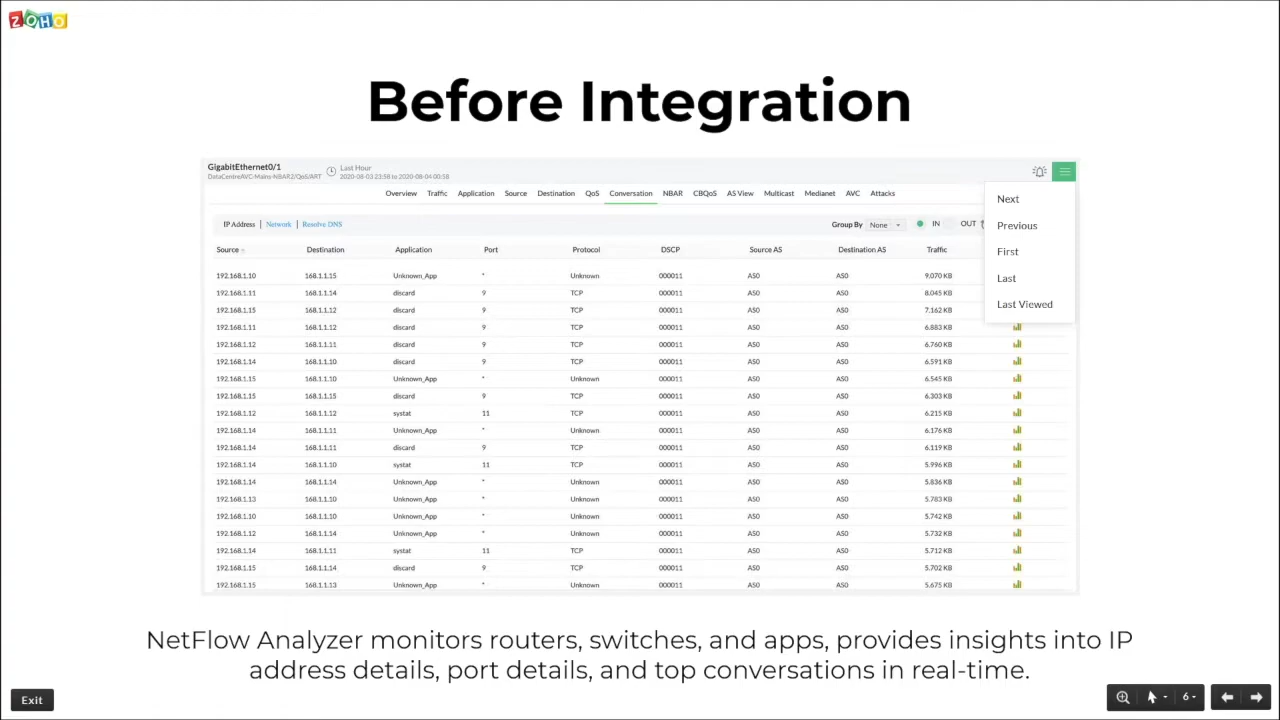 ZOHO
Before Integration
GigabitEthernet0/1
DataCentreAVC-Mains-NBAR2/QoS/ART
Last Hour
2020-08-03 23:58 to 2020-08-04 00:58
Overview Traffic Application Source Destination QoS Conversation NBAR CBQoS AS View Multicast Medianet AVC Attacks
Next
Previous
First
Last
Last Viewed
IP Address | Network | Resolve DNS
Group By None IN OUT
Source Destination Application Port Protocol DSCP Source AS Destination AS Traffic
192.168.1.10 168.1.1.15 Unknown_App * Unknown 000011 AS0 AS0 9.070 KB
192.168.1.11 168.1.1.14 discard 9 TCP 000011 AS0 AS0 8.045 KB
192.168.1.15 168.1.1.12 discard 9 TCP 000011 AS0 AS0 7.162 KB
192.168.1.11 168.1.1.12 discard 9 TCP 000011 AS0 AS0 6.883 KB
192.168.1.12 168.1.1.11 discard 9 TCP 000011 AS0 AS0 6.760 KB
192.168.1.14 168.1.1.10 discard 9 TCP 000011 AS0 AS0 6.591 KB
192.168.1.15 168.1.1.10 Unknown_App * Unknown 000011 AS0 AS0 6.545 KB
192.168.1.15 168.1.1.15 discard 9 TCP 000011 AS0 AS0 6.303 KB
192.168.1.12 168.1.1.12 systat 11 TCP 000011 AS0 AS0 6.215 KB
192.168.1.14 168.1.1.11 Unknown_App * Unknown 000011 AS0 AS0 6.176 KB
192.168.1.14 168.1.1.11 discard 9 TCP 000011 AS0 AS0 6.119 KB
192.168.1.14 168.1.1.10 systat 11 TCP 000011 AS0 AS0 5.996 KB
192.168.1.14 168.1.1.14 Unknown_App * Unknown 000011 AS0 AS0 5.836 KB
192.168.1.13 168.1.1.10 Unknown_App * Unknown 000011 AS0 AS0 5.783 KB
192.168.1.10 168.1.1.10 Unknown_App * Unknown 000011 AS0 AS0 5.742 KB
192.168.1.12 168.1.1.14 Unknown_App * Unknown 000011 AS0 AS0 5.732 KB
192.168.1.14 168.1.1.11 systat 11 TCP 000011 AS0 AS0 5.712 KB
192.168.1.15 168.1.1.14 discard 9 TCP 000011 AS0 AS0 5.702 KB
192.168.1.15 168.1.1.13 Unknown_App * Unknown 000011 AS0 AS0 5.675 KB
NetFlow Analyzer monitors routers, switches, and apps, provides insights into IP
address details, port details, and top conversations in real-time.
Exit
6